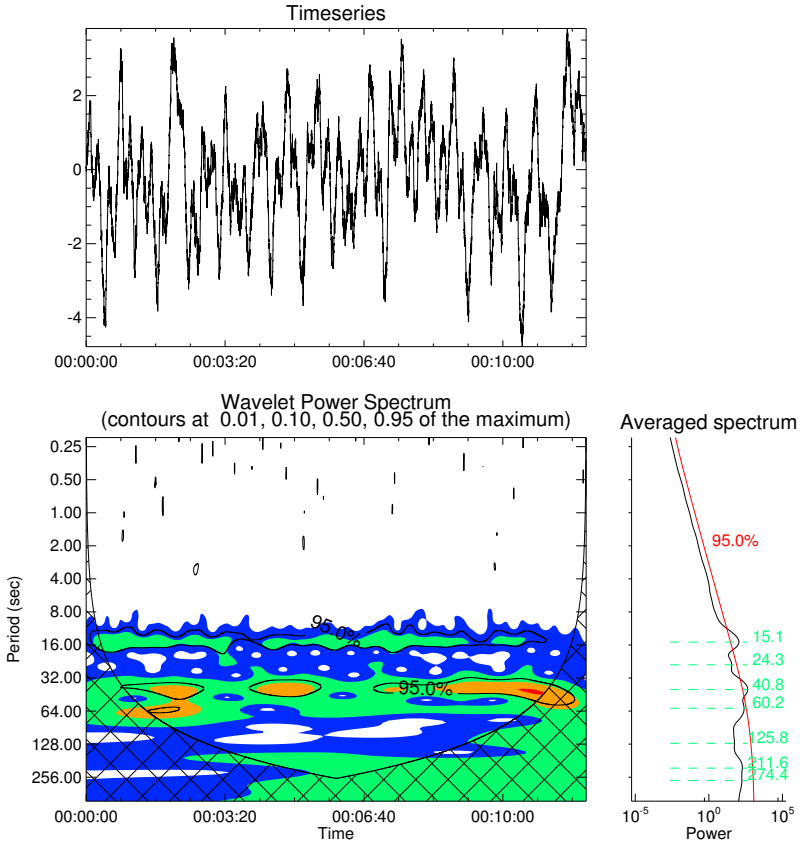 Timeseries
2
0
-2
-4
00:00:00 00:03:20 00:06:40 00:10:00
Wavelet Power Spectrum
(contours at 0.01, 0.10, 0.50, 0.95 of the maximum)
Period (sec)
0.25
0.50
1.00
2.00
4.00
8.00
16.00
32.00
64.00
128.00
256.00
95.0%
95.0%
00:00:00 00:03:20 00:06:40 00:10:00
Time
Averaged spectrum
95.0%
15.1
24.3
40.8
60.2
125.8
211.6
274.4
10^-5 10^0 10^5
Power